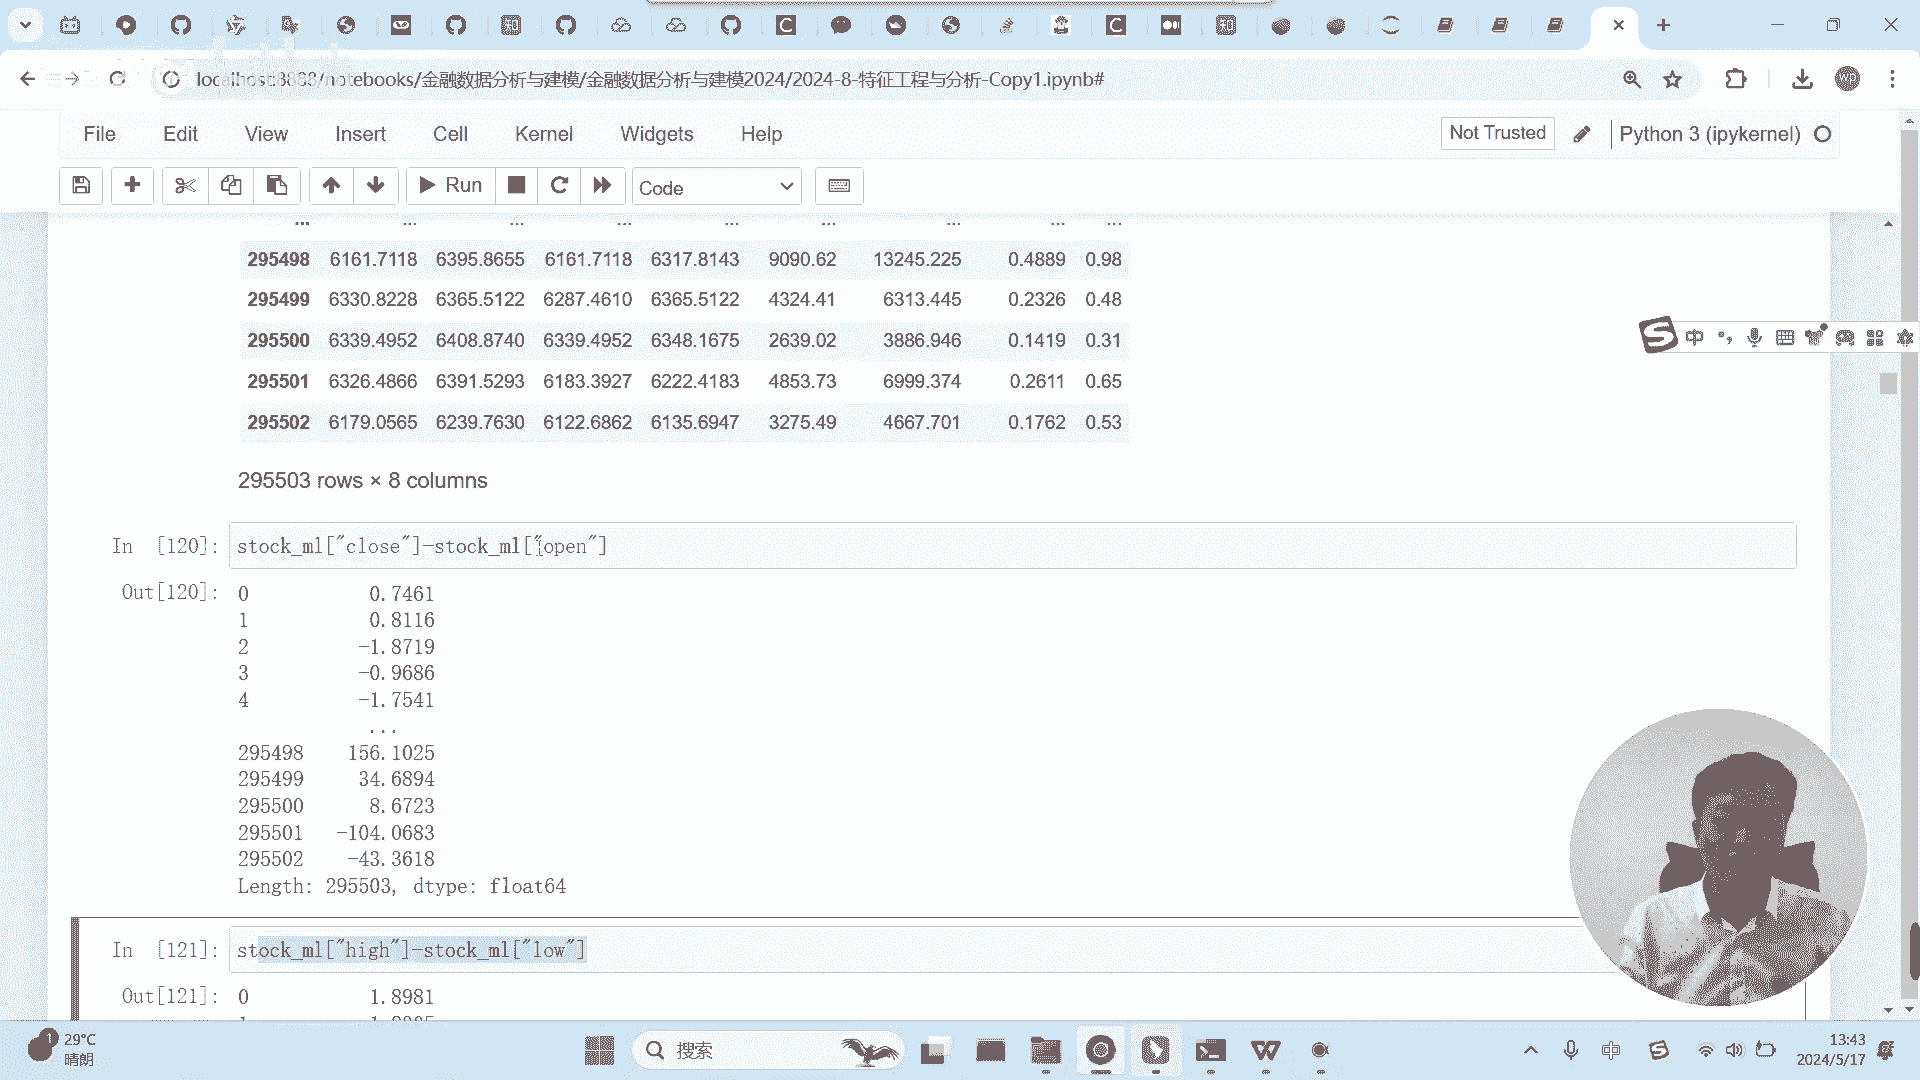 localhost:8888/notebooks/金融数据分析与建模/金融数据分析与建模2024/2024-8-特征工程与分析-Copy1.ipynb#
wp
File Edit View Insert Cell Kernel Widgets Help
Not Trusted
Python 3 (ipykernel)
Run
Code
... ... ... ... ... ... ... ... ...
295498 6161.7118 6395.8655 6161.7118 6317.8143 9090.62 13245.225 0.4889 0.98
295499 6330.8228 6365.5122 6287.4610 6365.5122 4324.41 6313.445 0.2326 0.48
295500 6339.4952 6408.8740 6339.4952 6348.1675 2639.02 3886.946 0.1419 0.31
295501 6326.4866 6391.5293 6183.3927 6222.4183 4853.73 6999.374 0.2611 0.65
295502 6179.0565 6239.7630 6122.6862 6135.6947 3275.49 4667.701 0.1762 0.53
295503 rows × 8 columns
In [120]: stock_ml["close"]-stock_ml["open"]
Out[120]: 0 0.7461
1 0.8116
2 -1.8719
3 -0.9686
4 -1.7541
...
295498 156.1025
295499 34.6894
295500 8.6723
295501 -104.0683
295502 -43.3618
Length: 295503, dtype: float64
In [121]: stock_ml["high"]-stock_ml["low"]
Out[121]: 0 1.8981
S 中
1
29°C
晴朗
搜索
中
13:43
2024/5/17